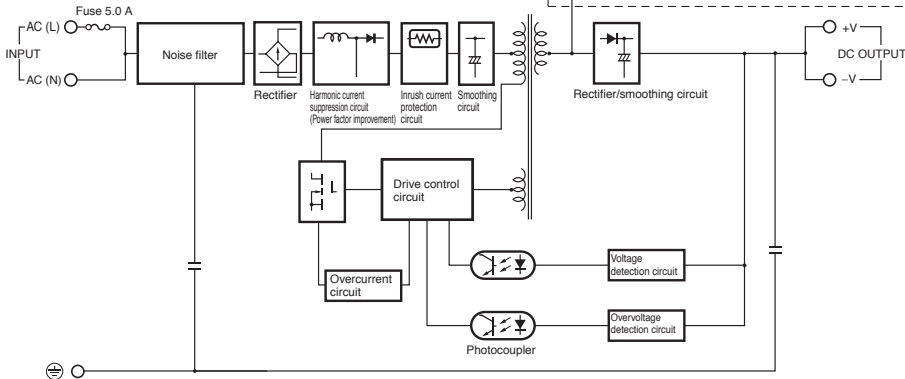 Fuse 5.0 A
AC (L)
INPUT
AC (N)
Noise filter
Rectifier
Harmonic current
suppression circuit
(Power factor improvement)
Inrush current
protection
circuit
Smoothing
circuit
Rectifier/smoothing circuit
+V
DC OUTPUT
−V
Drive control
circuit
Overcurrent
circuit
Voltage
detection circuit
Overvoltage
detection circuit
Photocoupler